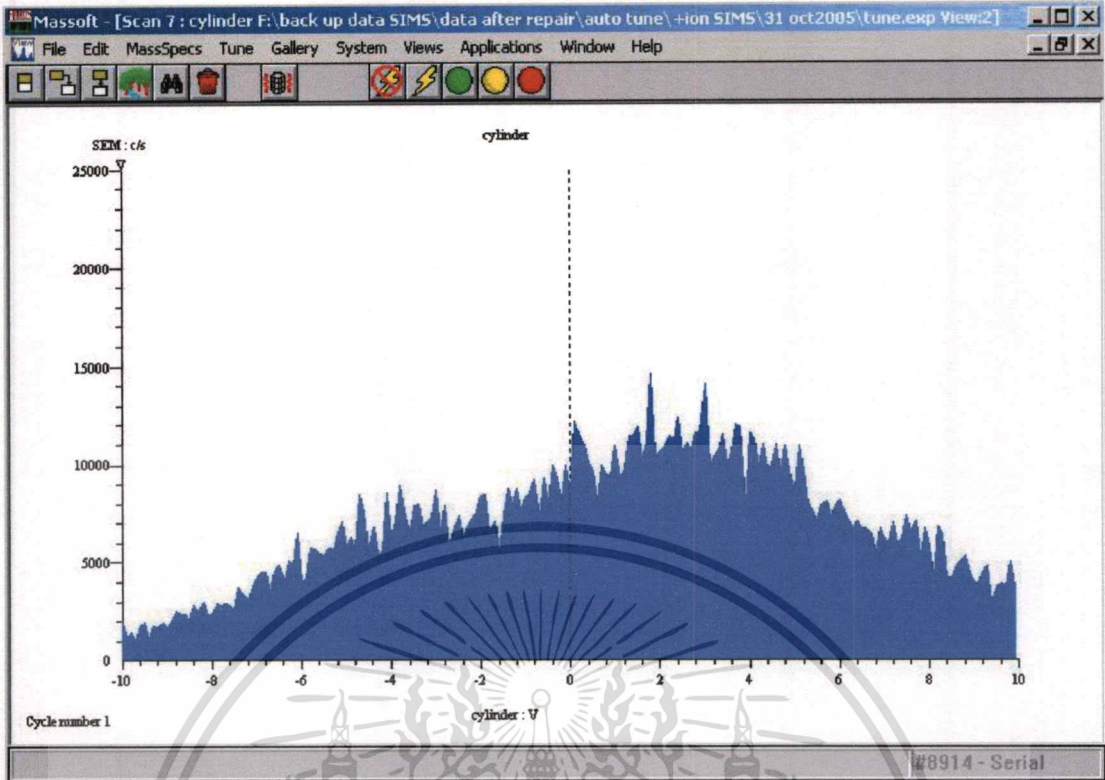 Massoft - [Scan 7 : cylinder F:\back up data SIMS\data after repair\auto tune\+ion SIMS\31 oct2005\tune.exp View:2]
File Edit MassSpecs Tune Gallery System Views Applications Window Help
cylinder
SEM : c/s
25000
20000
15000
10000
5000
0
-10 -8 -6 -4 -2 0 2 4 6 8 10
Cycle number 1
cylinder : V
#8914 - Serial